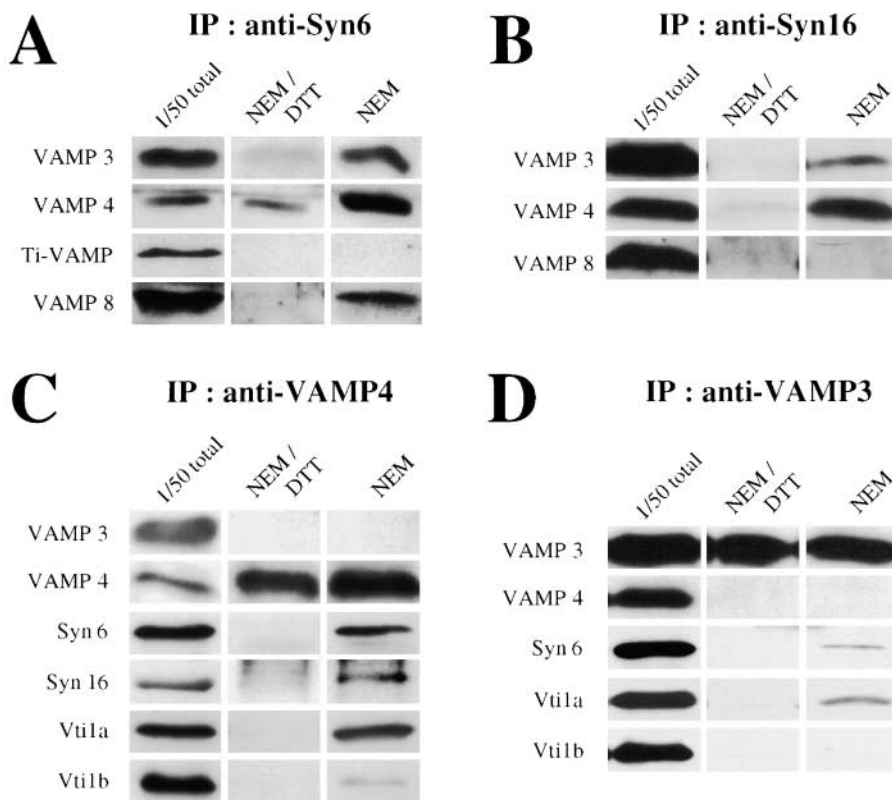 A
IP : anti-Syn6
1/50 total
NEM /
DTT
NEM
VAMP 3
VAMP 4
Ti-VAMP
VAMP 8
B
IP : anti-Syn16
1/50 total
NEM /
DTT
NEM
VAMP 3
VAMP 4
VAMP 8
C
IP : anti-VAMP4
1/50 total
NEM /
DTT
NEM
VAMP 3
VAMP 4
Syn 6
Syn 16
Vti1a
Vti1b
D
IP : anti-VAMP3
1/50 total
NEM /
DTT
NEM
VAMP 3
VAMP 4
Syn 6
Vti1a
Vti1b